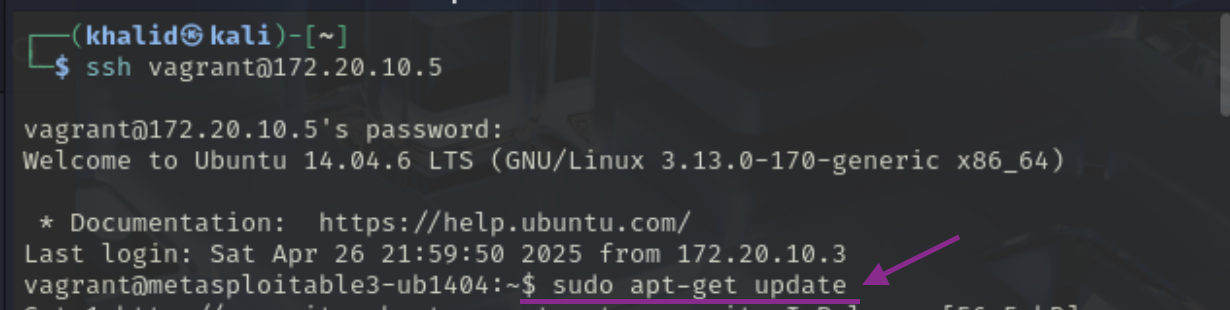 ┌──(khalid㉿kali)-[~]
└─$ ssh vagrant@172.20.10.5
vagrant@172.20.10.5's password:
Welcome to Ubuntu 14.04.6 LTS (GNU/Linux 3.13.0-170-generic x86_64)
* Documentation:  https://help.ubuntu.com/
Last login: Sat Apr 26 21:59:50 2025 from 172.20.10.3
vagrant@metasploitable3-ub1404:~$ sudo apt-get update